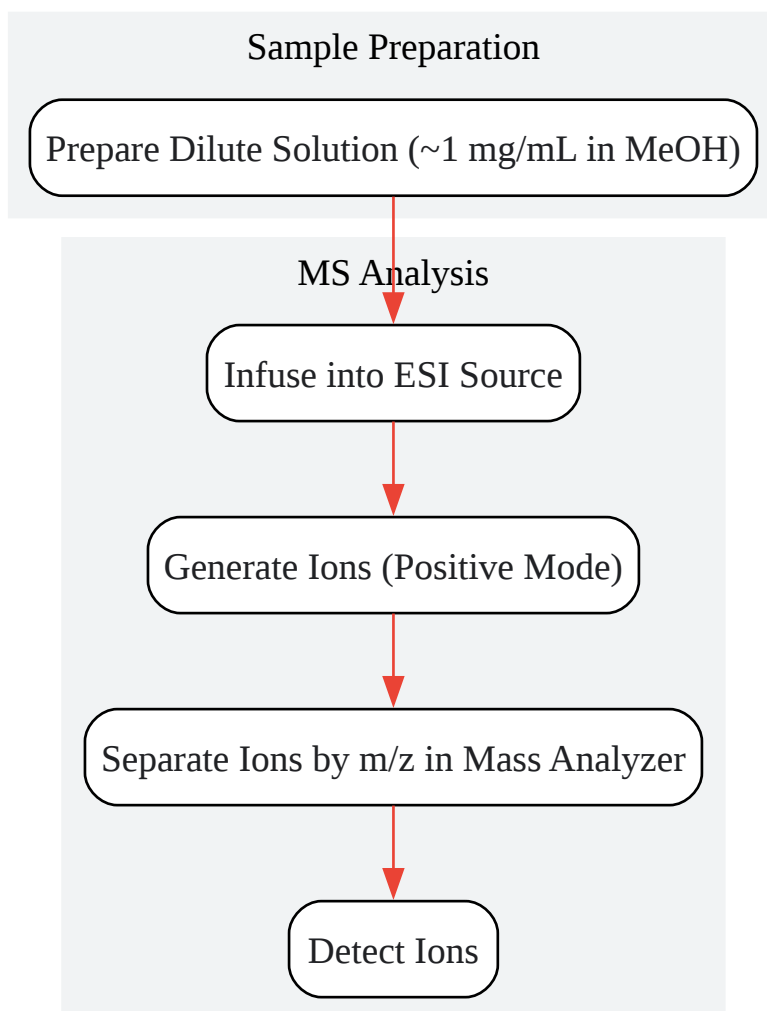 Sample Preparation
Prepare Dilute Solution (~1 mg/mL in MeOH)
MS Analysis
Infuse into ESI Source
Generate Ions (Positive Mode)
Separate Ions by m/z in Mass Analyzer
Detect Ions